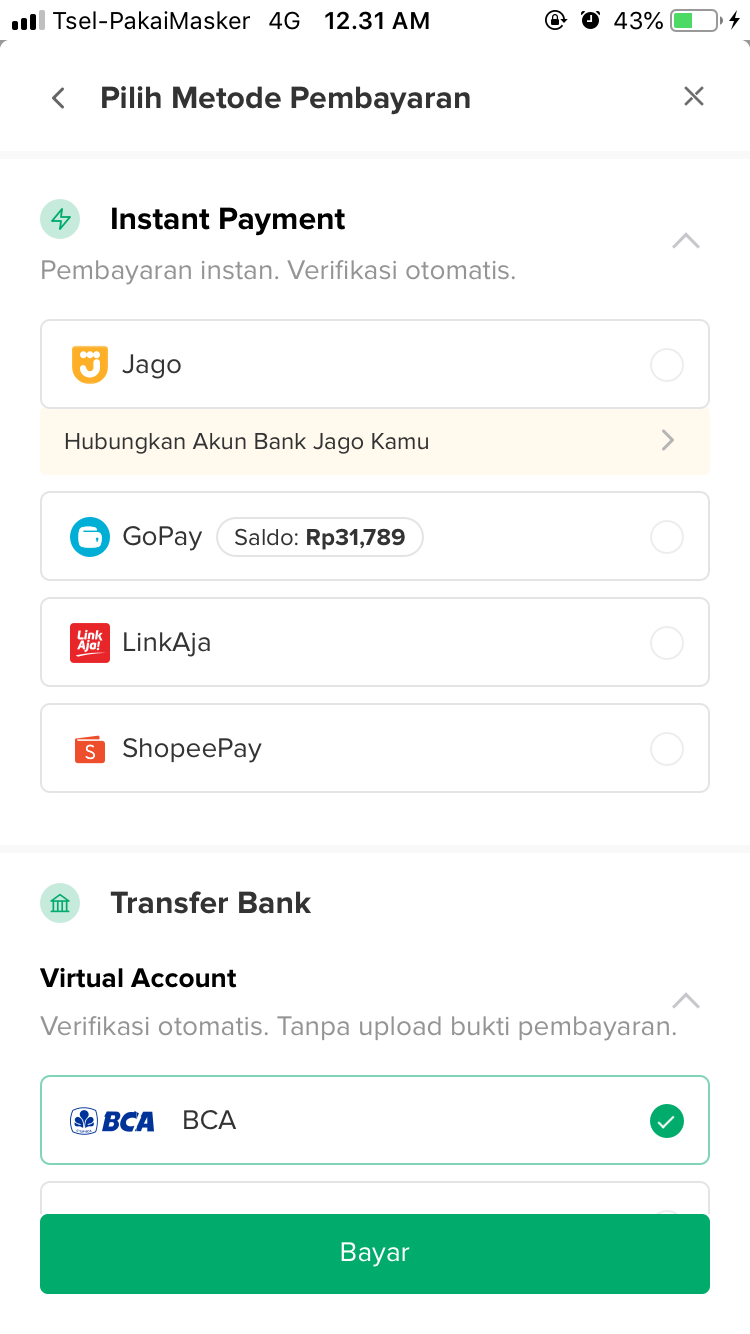 Tsel-PakaiMasker 4G 12.31 AM 43%
Pilih Metode Pembayaran
Instant Payment
Pembayaran instan. Verifikasi otomatis.
Jago
Hubungkan Akun Bank Jago Kamu
GoPay Saldo: Rp31,789
Link Aja! LinkAja
S ShopeePay
Transfer Bank
Virtual Account
Verifikasi otomatis. Tanpa upload bukti pembayaran.
BCA BCA
Bayar